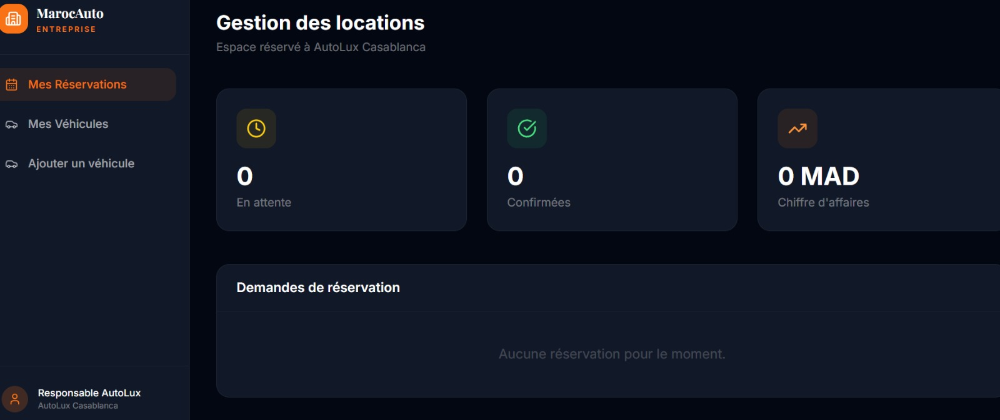 MarocAuto
ENTREPRISE
Mes Réservations
Mes Véhicules
Ajouter un véhicule
Responsable AutoLux
AutoLux Casablanca
Gestion des locations
Espace réservé à AutoLux Casablanca
0
En attente
0
Confirmées
0 MAD
Chiffre d'affaires
Demandes de réservation
Aucune réservation pour le moment.